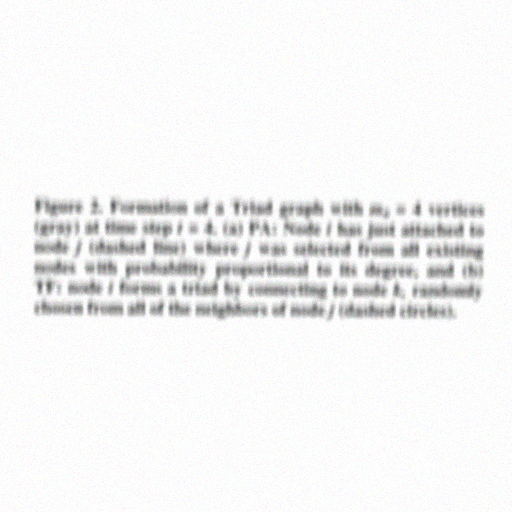 Figure 2. Formation of a Triad graph with = 4 vertices
(gray) at time step t = 4. (a) PA: Node i has just attached to
node j (dashed line) where j was selected from all existing
nodes with probability proportional to its degree, and (b)
TF: node i forms a triad by connecting to node k, randomly
chosen from all of the neighbors of node j (dashed circles).